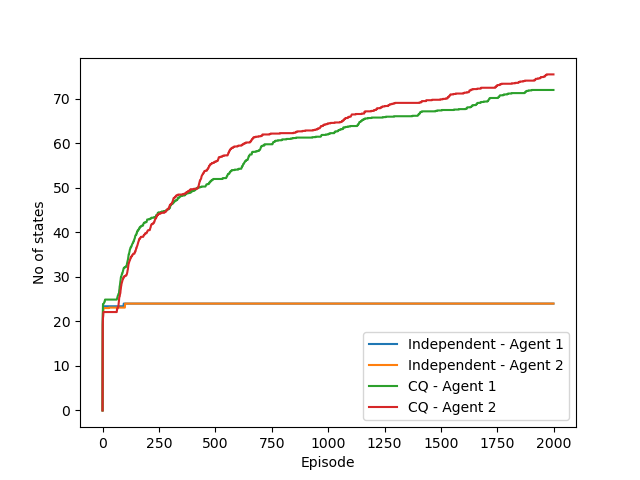 No of states
70
60
50
40
30
20
10
0
0 250 500 750 1000 1250 1500 1750 2000
Episode
Independent - Agent 1
Independent - Agent 2
CQ - Agent 1
CQ - Agent 2